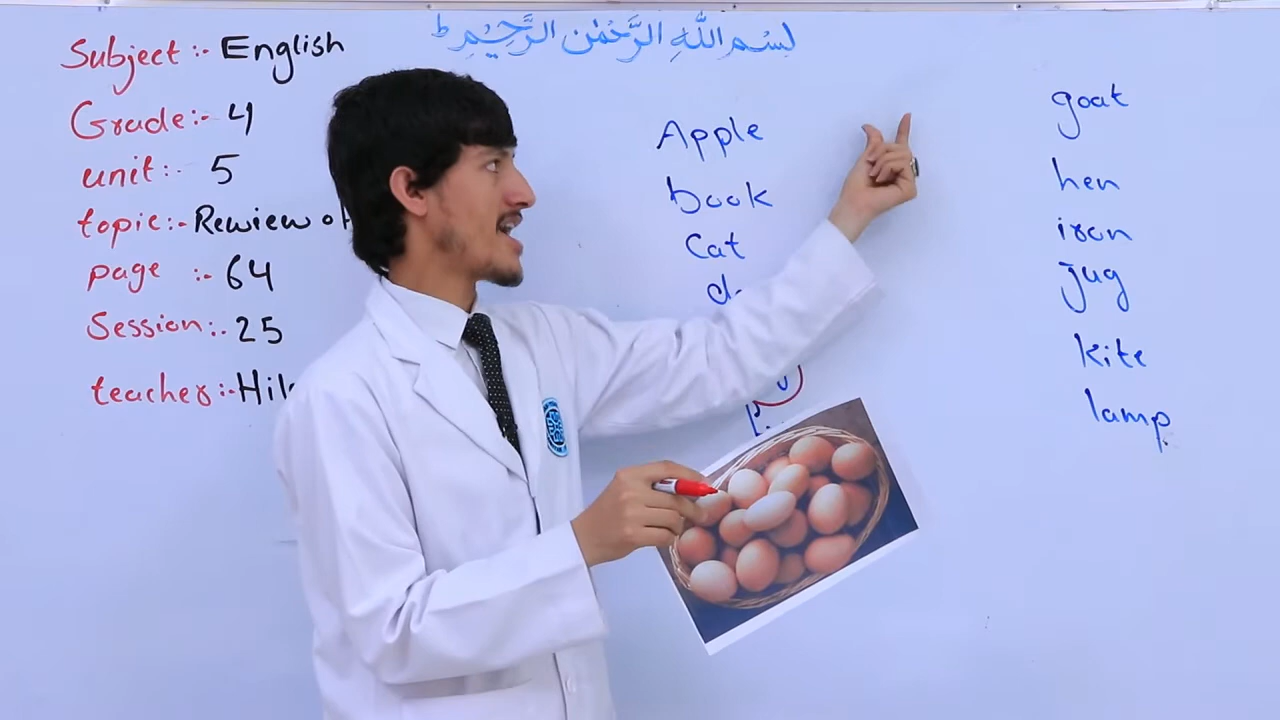 بِسْمِ اللّٰهِ الرَّحْمٰنِ الرَّحِيْمِ ط
Subject :- English
Grade:- 4
unit:- 5
topic:- Rewiew of
page :- 64
Session:- 25
teacher:-
Apple
book
Cat
goat
hen
iron
Jug
kite
lamp